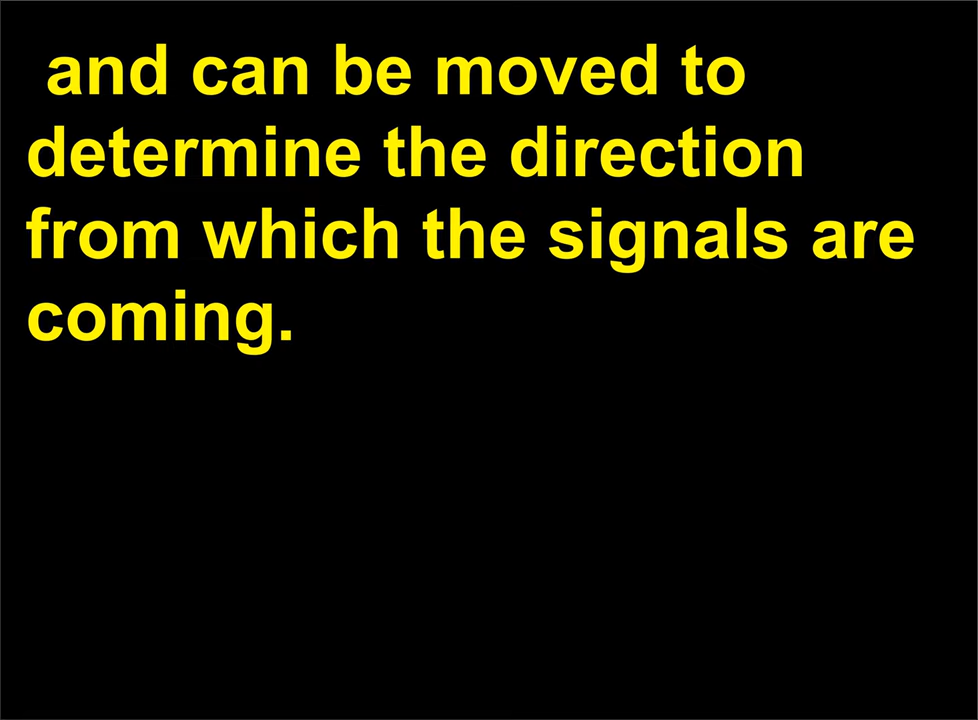 and can be moved to
determine the direction
from which the signals are
coming.